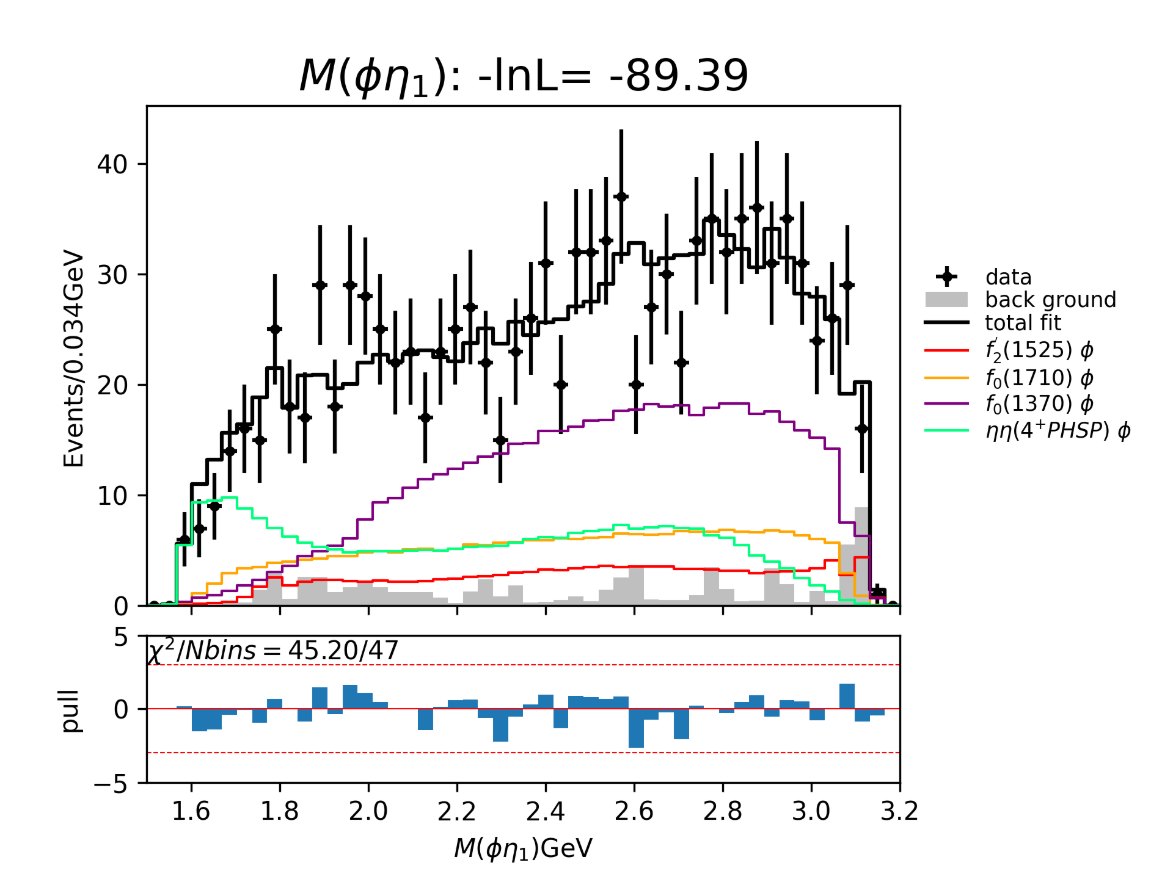 M(ϕη₁): -lnL= -89.39
Events/0.034GeV
40
30
20
10
0
data
back ground
total fit
f₂′(1525) ϕ
f₀(1710) ϕ
f₀(1370) ϕ
ηη(4⁺PHSP) ϕ
χ²/Nbins = 45.20/47
pull
5
0
−5
1.6 1.8 2.0 2.2 2.4 2.6 2.8 3.0 3.2
M(ϕη₁)GeV